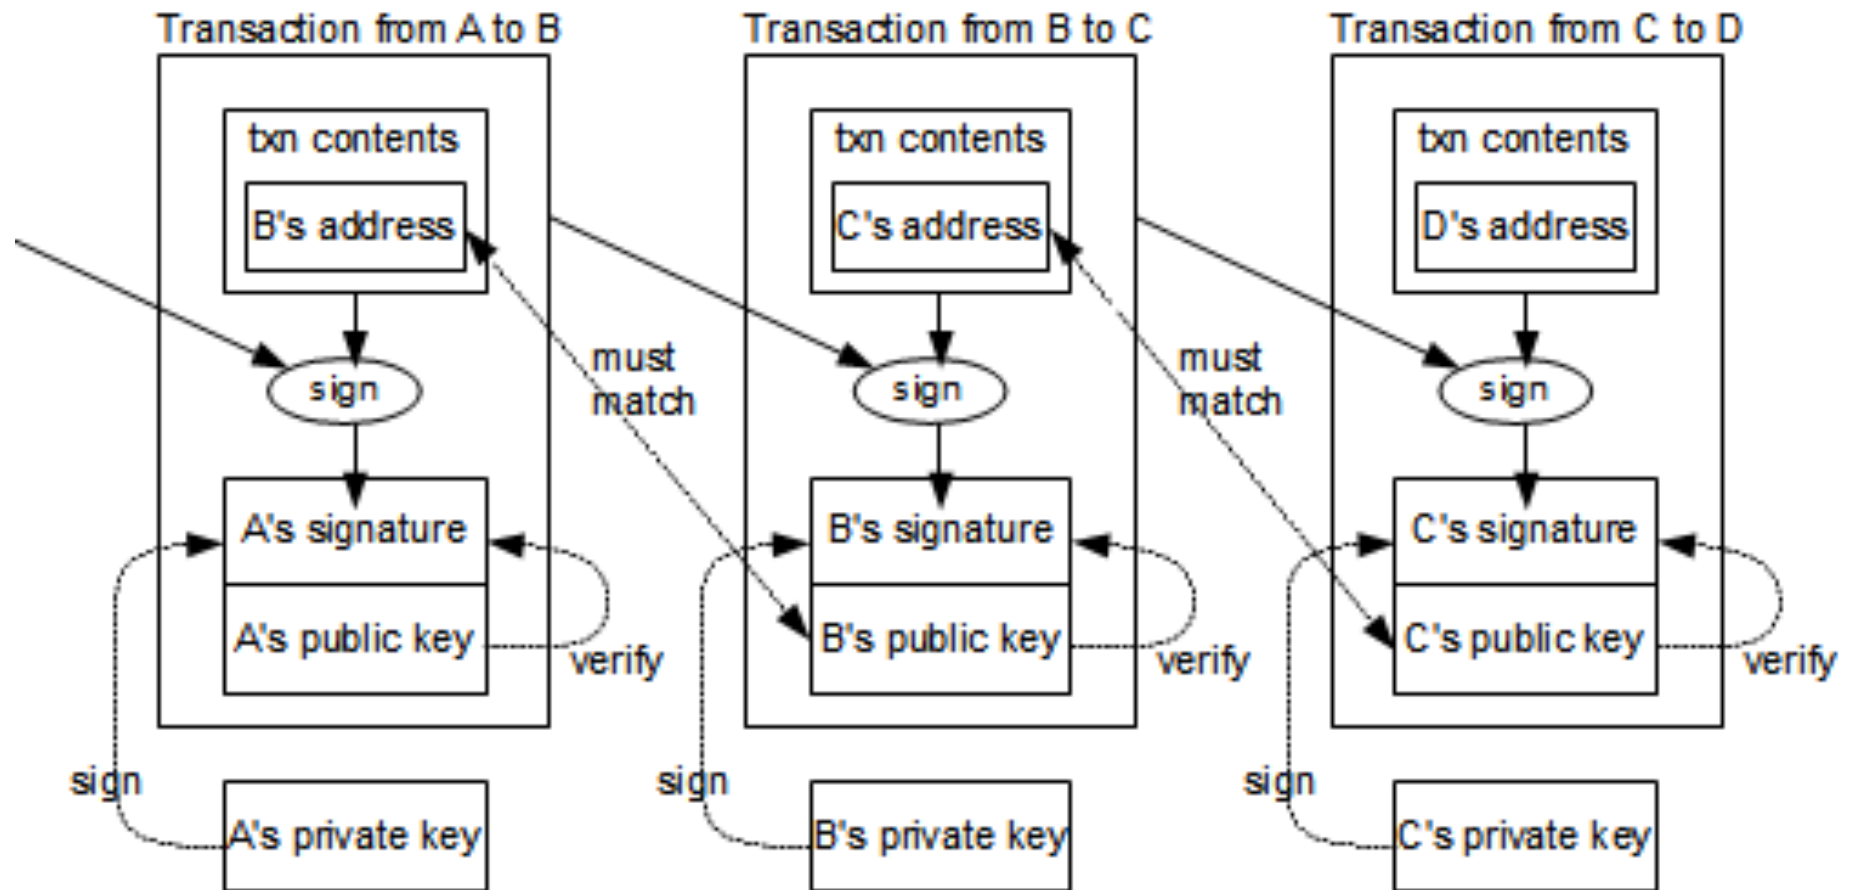 Transaction from A to B
txn contents
B's address
sign
A's signature
A's public key
verify
sign
A's private key
must
match
Transaction from B to C
txn contents
C's address
sign
B's signature
B's public key
verify
sign
B's private key
must
match
Transaction from C to D
txn contents
D's address
sign
C's signature
C's public key
verify
sign
C's private key